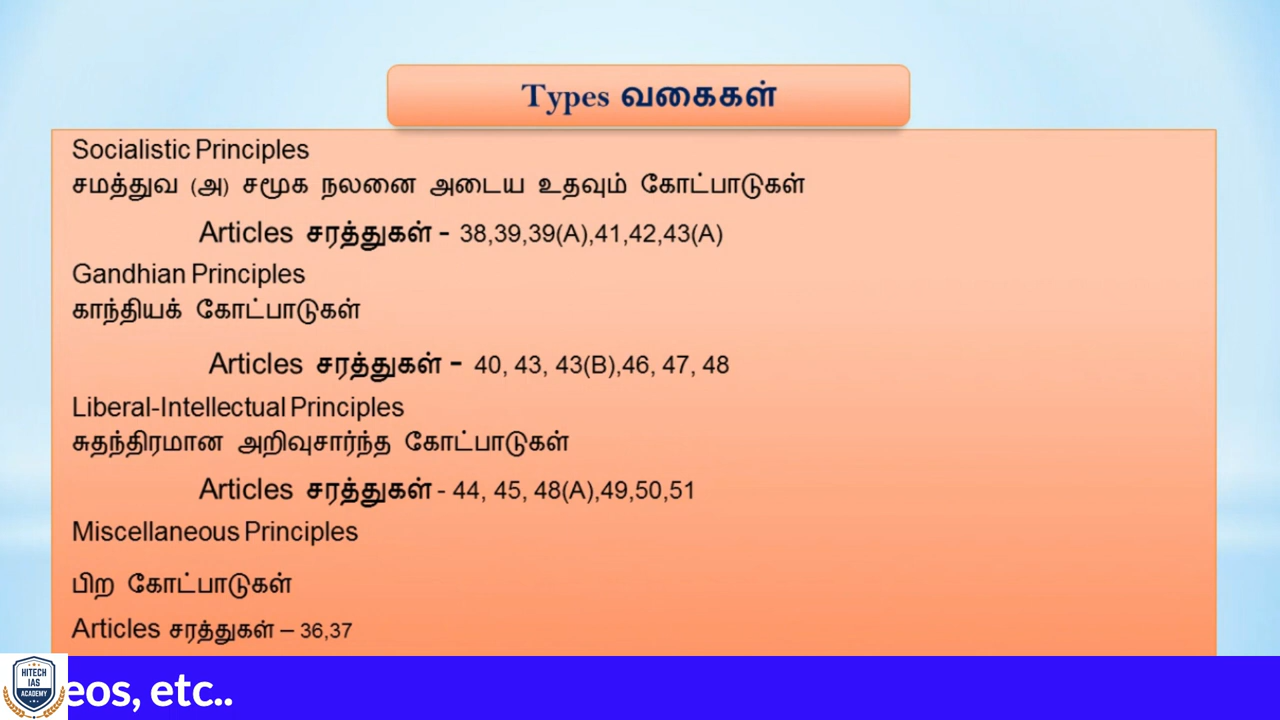 Types வகைகள்
Socialistic Principles
சமத்துவ (அ) சமூக நலனை அடைய உதவும் கோட்பாடுகள்
Articles சரத்துகள் - 38,39,39(A),41,42,43(A)
Gandhian Principles
காந்தியக் கோட்பாடுகள்
Articles சரத்துகள் - 40, 43, 43(B),46, 47, 48
Liberal-Intellectual Principles
சுதந்திரமான அறிவுசார்ந்த கோட்பாடுகள்
Articles சரத்துகள் - 44, 45, 48(A),49,50,51
Miscellaneous Principles
பிற கோட்பாடுகள்
Articles சரத்துகள் – 36,37
HITECH
IAS
ACADEMY
eos, etc..